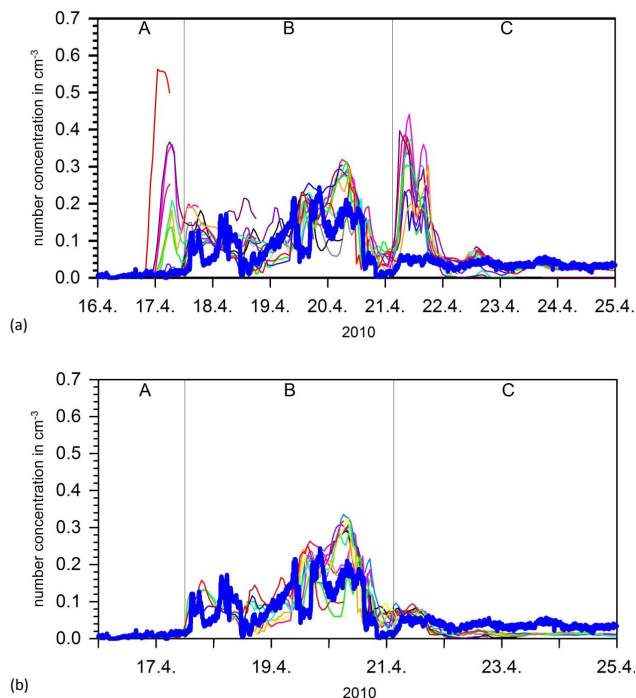 0.7
A
B
C
0.6
0.5
0.4
0.3
0.2
0.1
0.0
number concentration in cm-3
16.4. 17.4. 18.4. 19.4. 20.4. 21.4. 22.4. 23.4. 24.4. 25.4.
(a)
2010
0.7
A
B
C
0.6
0.5
0.4
0.3
0.2
0.1
0.0
number concentration in cm-3
17.4. 19.4. 21.4. 23.4. 25.4.
(b)
2010